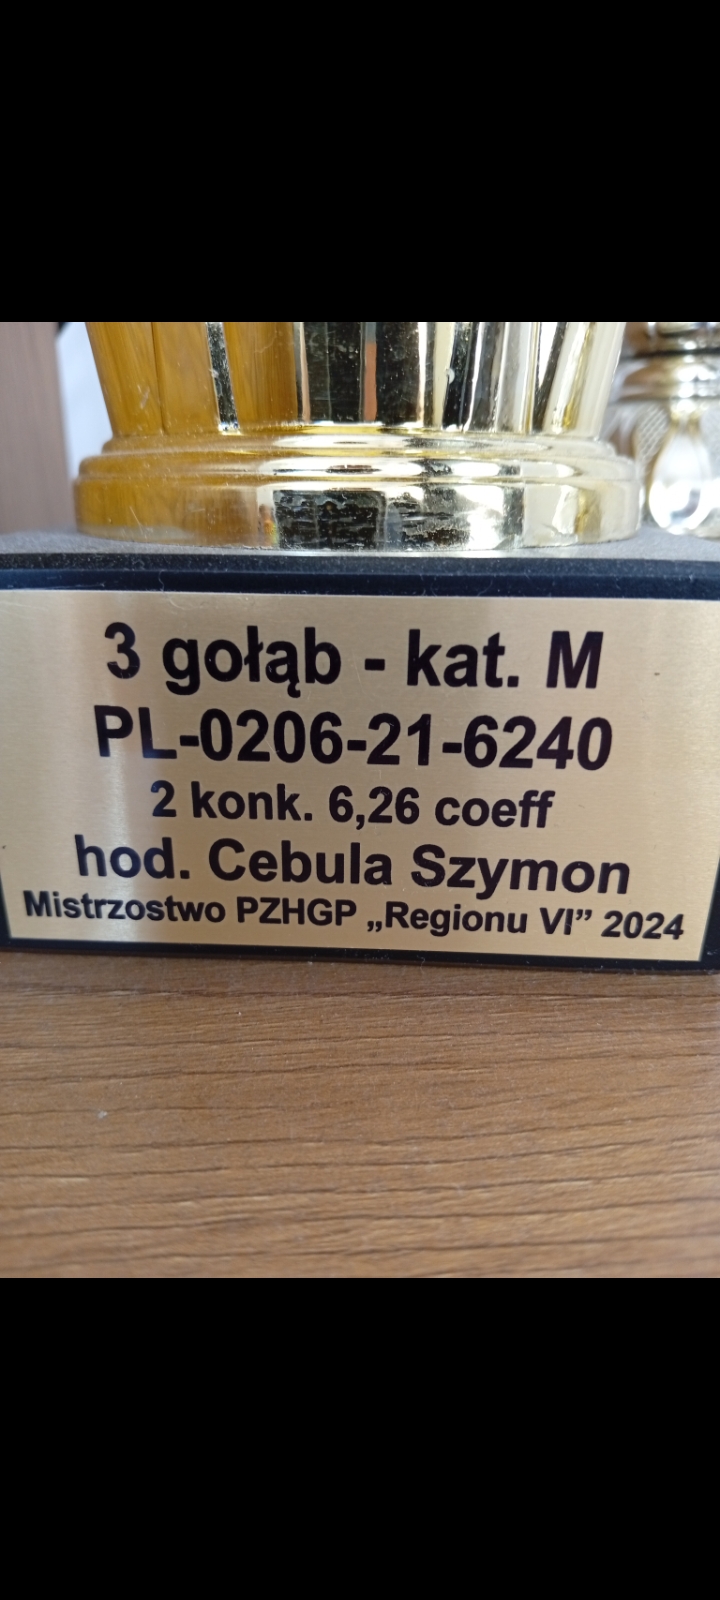 3 gołąb - kat. M
PL-0206-21-6240
2 konk. 6,26 coeff
hod. Cebula Szymon
Mistrzostwo PZHGP „Regionu VI” 2024